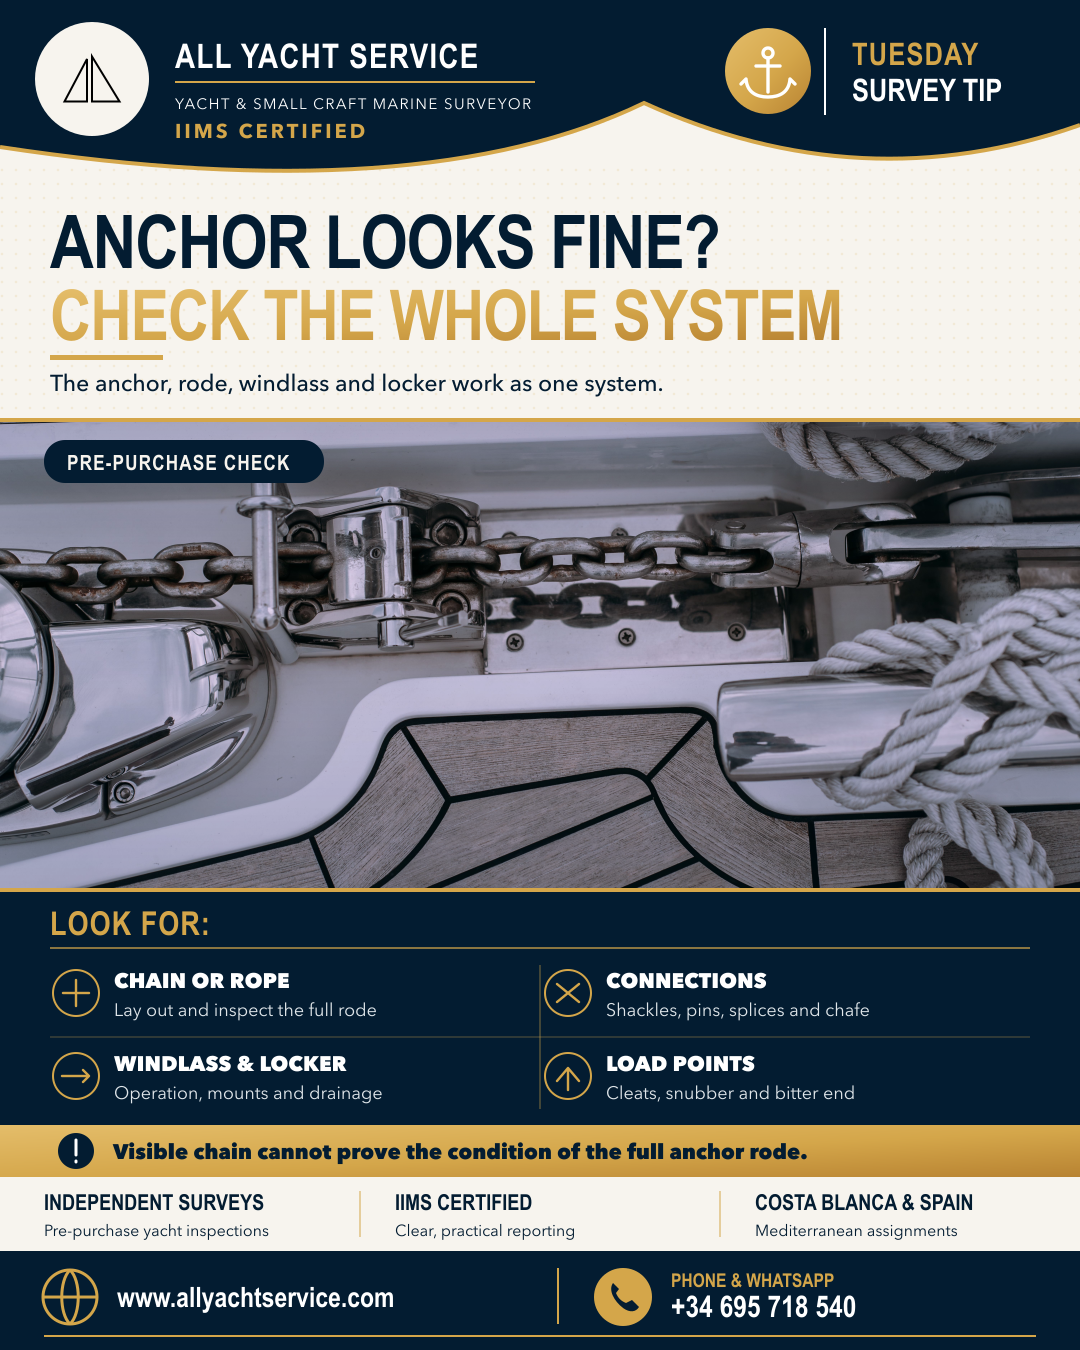 ALL YACHT SERVICE
YACHT & SMALL CRAFT MARINE SURVEYOR
IIMS CERTIFIED
TUESDAY
SURVEY TIP
ANCHOR LOOKS FINE?
CHECK THE WHOLE SYSTEM
The anchor, rode, windlass and locker work as one system.
PRE-PURCHASE CHECK
LOOK FOR:
CHAIN OR ROPE
Lay out and inspect the full rode
CONNECTIONS
Shackles, pins, splices and chafe
WINDLASS & LOCKER
Operation, mounts and drainage
LOAD POINTS
Cleats, snubber and bitter end
Visible chain cannot prove the condition of the full anchor rode.
INDEPENDENT SURVEYS
Pre-purchase yacht inspections
IIMS CERTIFIED
Clear, practical reporting
COSTA BLANCA & SPAIN
Mediterranean assignments
www.allyachtservice.com
PHONE & WHATSAPP
+34 695 718 540